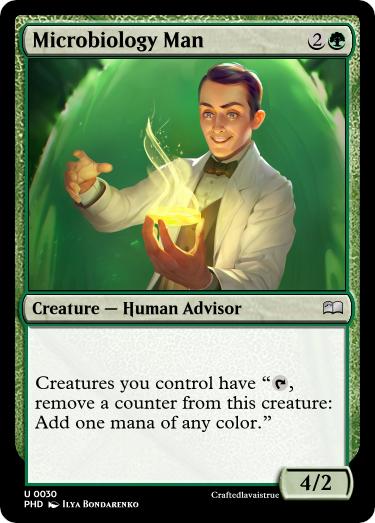 Microbiology Man 2
Creature — Human Advisor
Creatures you control have “, 
remove a counter from this creature:
Add one mana of any color.”
4/2
U 0030
PHD Ilya Bondarenko
Craftedlavaistrue